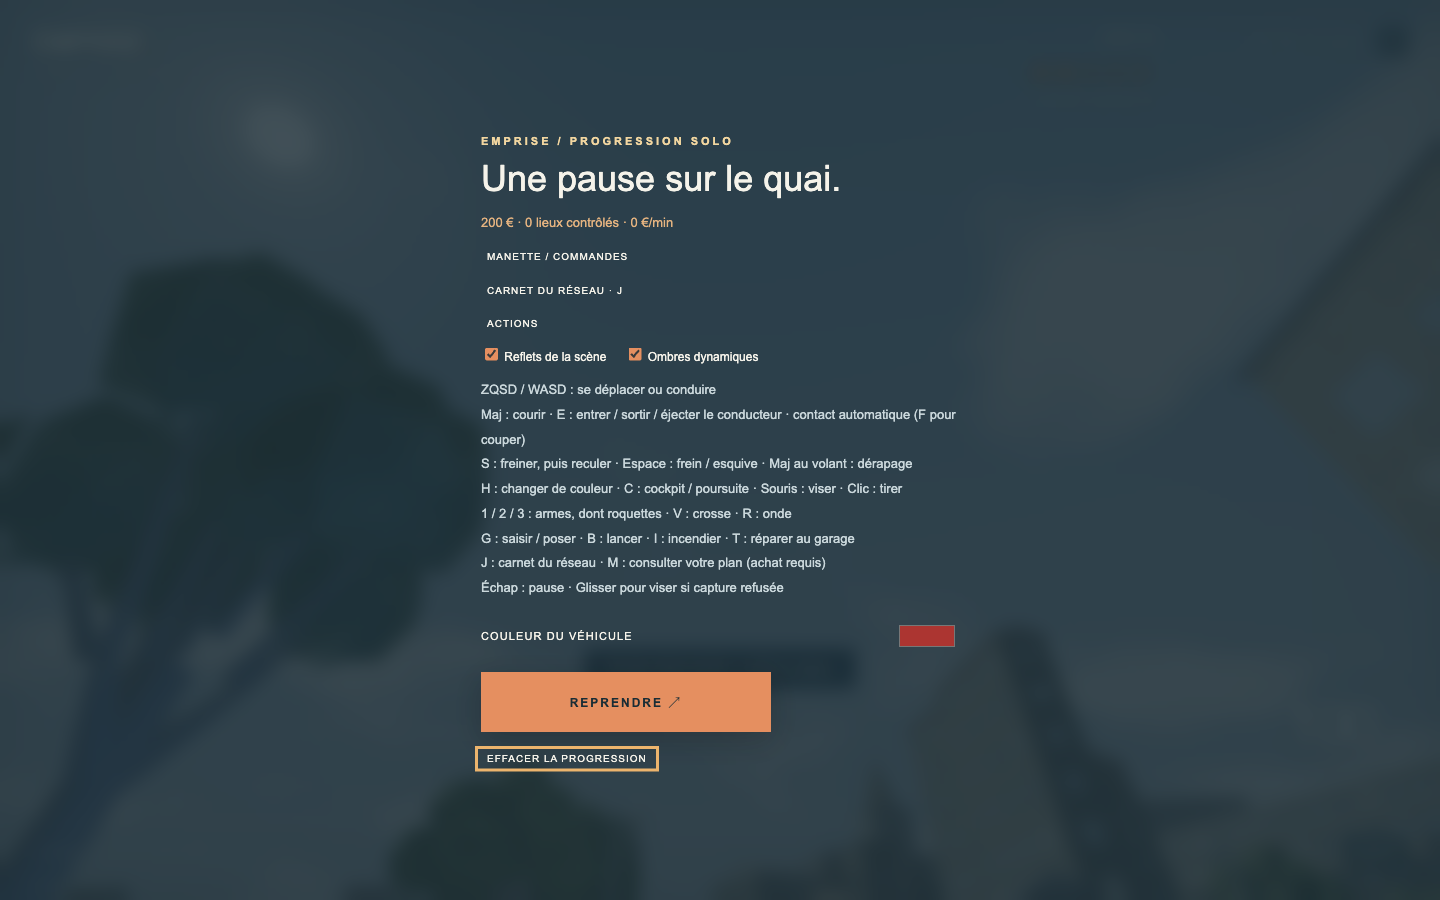 EMPRISE / PROGRESSION SOLO
Une pause sur le quai.
200 € · 0 lieux contrôlés · 0 €/min
MANETTE / COMMANDES
CARNET DU RÉSEAU · J
ACTIONS
Reflets de la scène Ombres dynamiques
ZQSD / WASD : se déplacer ou conduire
Maj : courir · E : entrer / sortir / éjecter le conducteur · contact automatique (F pour
couper)
S : freiner, puis reculer · Espace : frein / esquive · Maj au volant : dérapage
H : changer de couleur · C : cockpit / poursuite · Souris : viser · Clic : tirer
1 / 2 / 3 : armes, dont roquettes · V : crosse · R : onde
G : saisir / poser · B : lancer · I : incendier · T : réparer au garage
J : carnet du réseau · M : consulter votre plan (achat requis)
Échap : pause · Glisser pour viser si capture refusée
COULEUR DU VÉHICULE
REPRENDRE ↗
EFFACER LA PROGRESSION